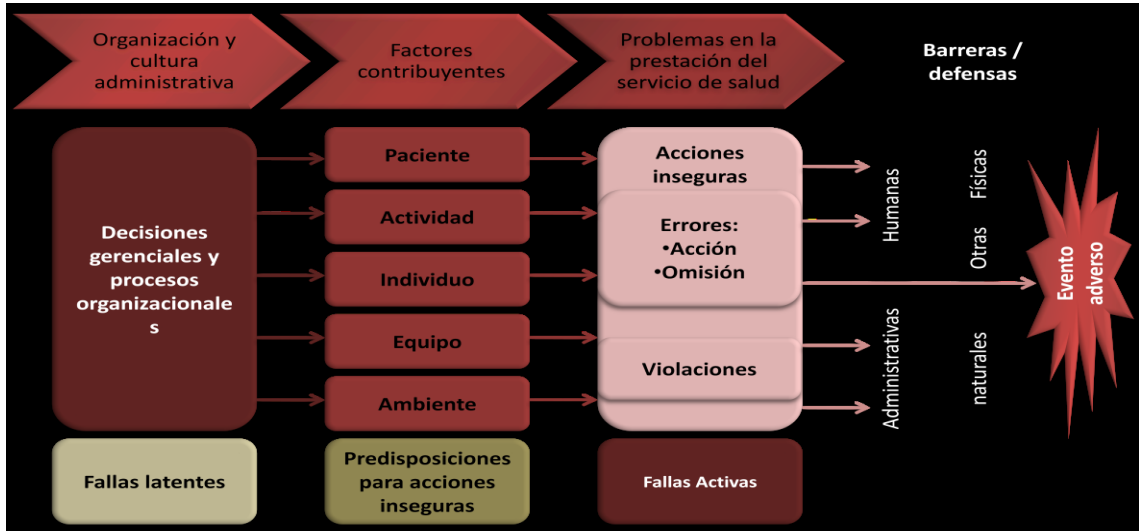 Organización y
cultura
administrativa
Factores
contribuyentes
Problemas en la
prestación del
servicio de salud
Barreras /
defensas
Decisiones
gerenciales y
procesos
organizacionale
s
Paciente
Actividad
Individuo
Equipo
Ambiente
Acciones
inseguras
Errores:
•Acción
•Omisión
Violaciones
Humanas
Administrativas
Físicas
Otras
naturales
Evento
adverso
Fallas latentes
Predisposiciones
para acciones
inseguras
Fallas Activas